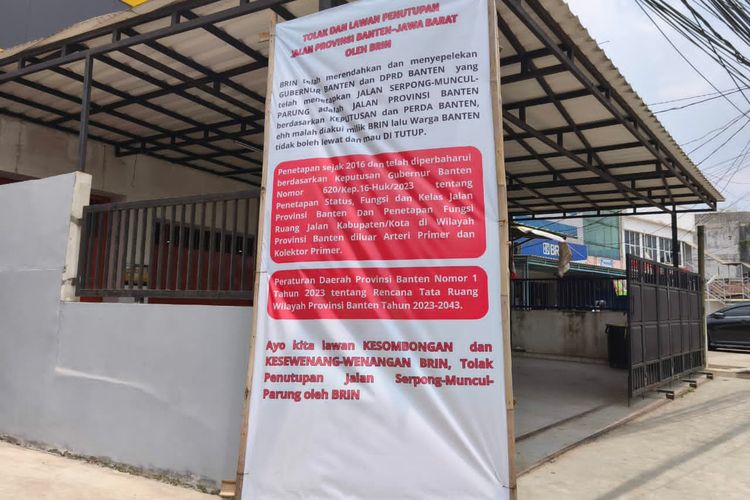 TOLAK DAN LAWAN PENUTUPAN
JALAN PROVINSI BANTEN-JAWA BARAT
OLEH BRIN
BRIN telah merendahkan dan menyepelekan
GUBERNUR BANTEN dan DPRD BANTEN yang
telah menetapkan JALAN SERPONG-MUNCUL-
PARUNG adalah JALAN PROVINSI BANTEN
berdasarkan KEPUTUSAN dan PERDA BANTEN,
ehh malah diakui milik BRIN lalu Warga BANTEN
tidak boleh lewat dan mau DI TUTUP.
Penetapan sejak 2016 dan telah diperbaharui
berdasarkan Keputusan Gubernur Banten
Nomor 620/Kep.16-Huk/2023 tentang
Penetapan Status, Fungsi dan Kelas Jalan
Provinsi Banten Dan Penetapan Fungsi
Ruang Jalan Kabupaten/Kota di Wilayah
Provinsi Banten diluar Arteri Primer dan
Kolektor Primer.
Peraturan Daerah Provinsi Banten Nomor 1
Tahun 2023 tentang Rencana Tata Ruang
Wilayah Provinsi Banten Tahun 2023-2043.
Ayo kita lawan KESOMBONGAN dan
KESEWENANG-WENANGAN BRIN, Tolak
Penutupan Jalan Serpong-Muncul-
Parung oleh BRIN
BR